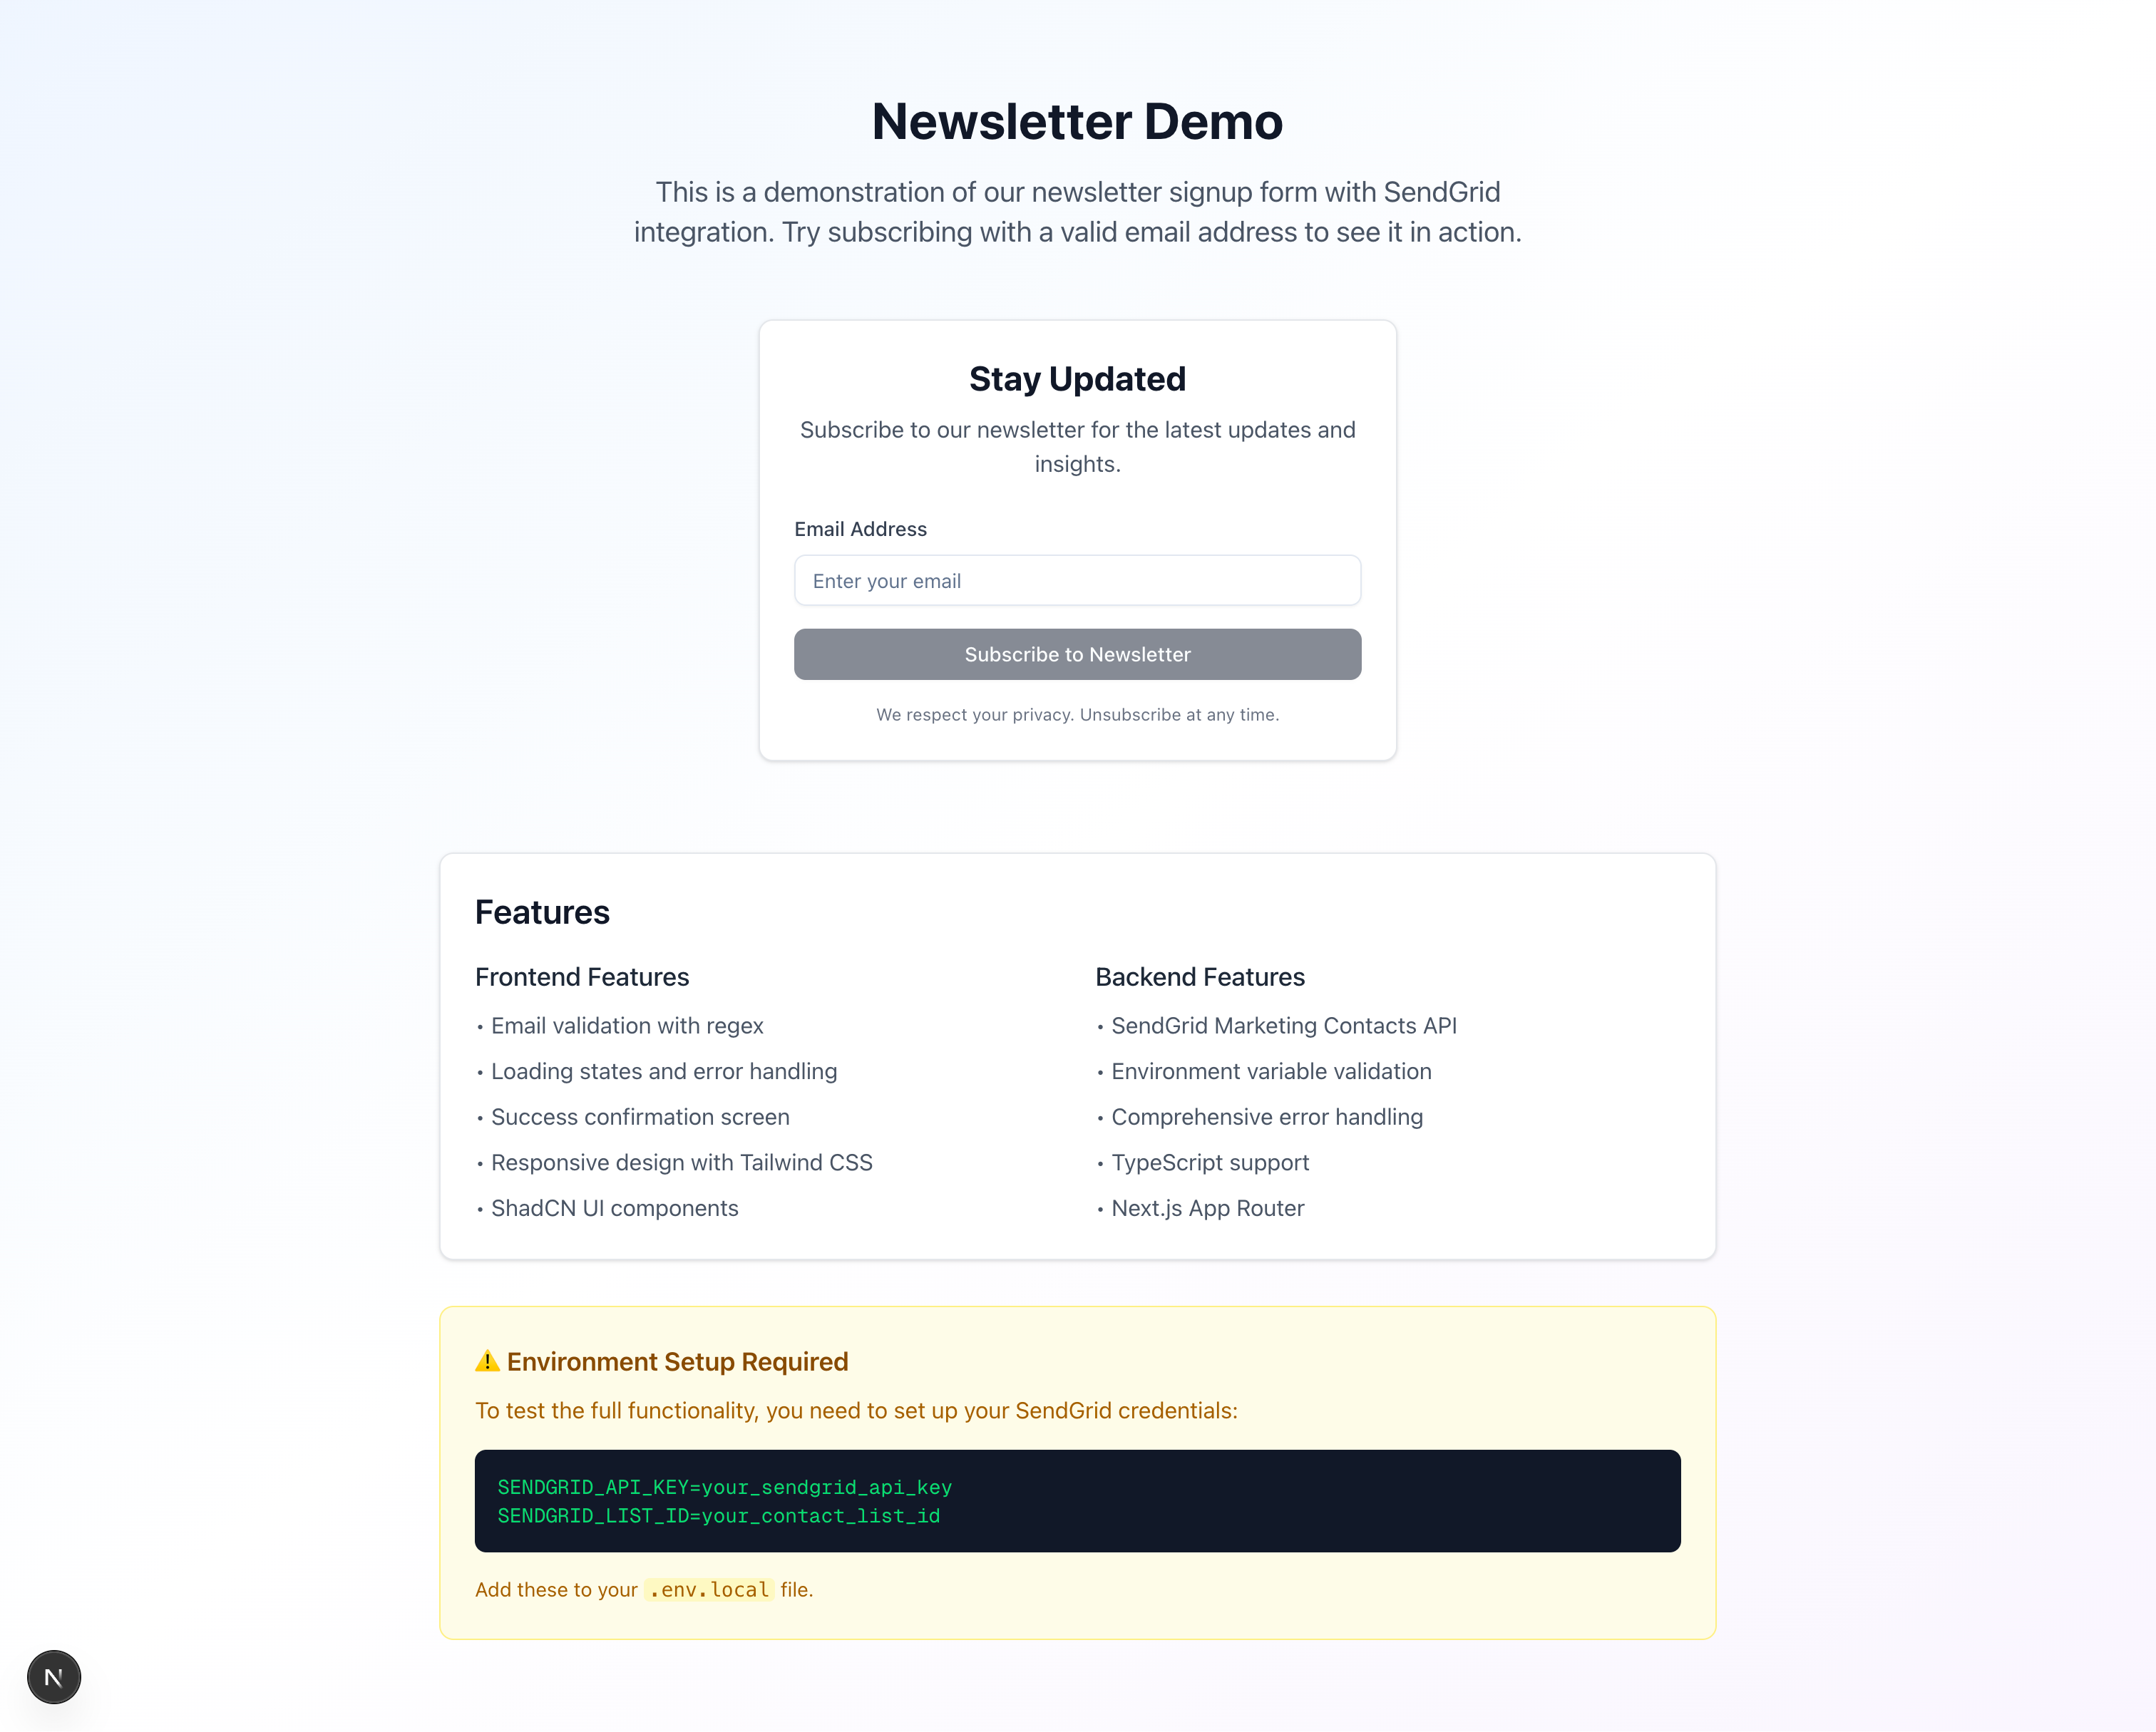 Newsletter Demo
This is a demonstration of our newsletter signup form with SendGrid
integration. Try subscribing with a valid email address to see it in action.
Stay Updated
Subscribe to our newsletter for the latest updates and
insights.
Email Address
Enter your email
Subscribe to Newsletter
We respect your privacy. Unsubscribe at any time.
Features
Frontend Features
• Email validation with regex
• Loading states and error handling
• Success confirmation screen
• Responsive design with Tailwind CSS
• ShadCN UI components
Backend Features
• SendGrid Marketing Contacts API
• Environment variable validation
• Comprehensive error handling
• TypeScript support
• Next.js App Router
⚠️ Environment Setup Required
To test the full functionality, you need to set up your SendGrid credentials:
SENDGRID_API_KEY=your_sendgrid_api_key
SENDGRID_LIST_ID=your_contact_list_id
Add these to your .env.local file.
N